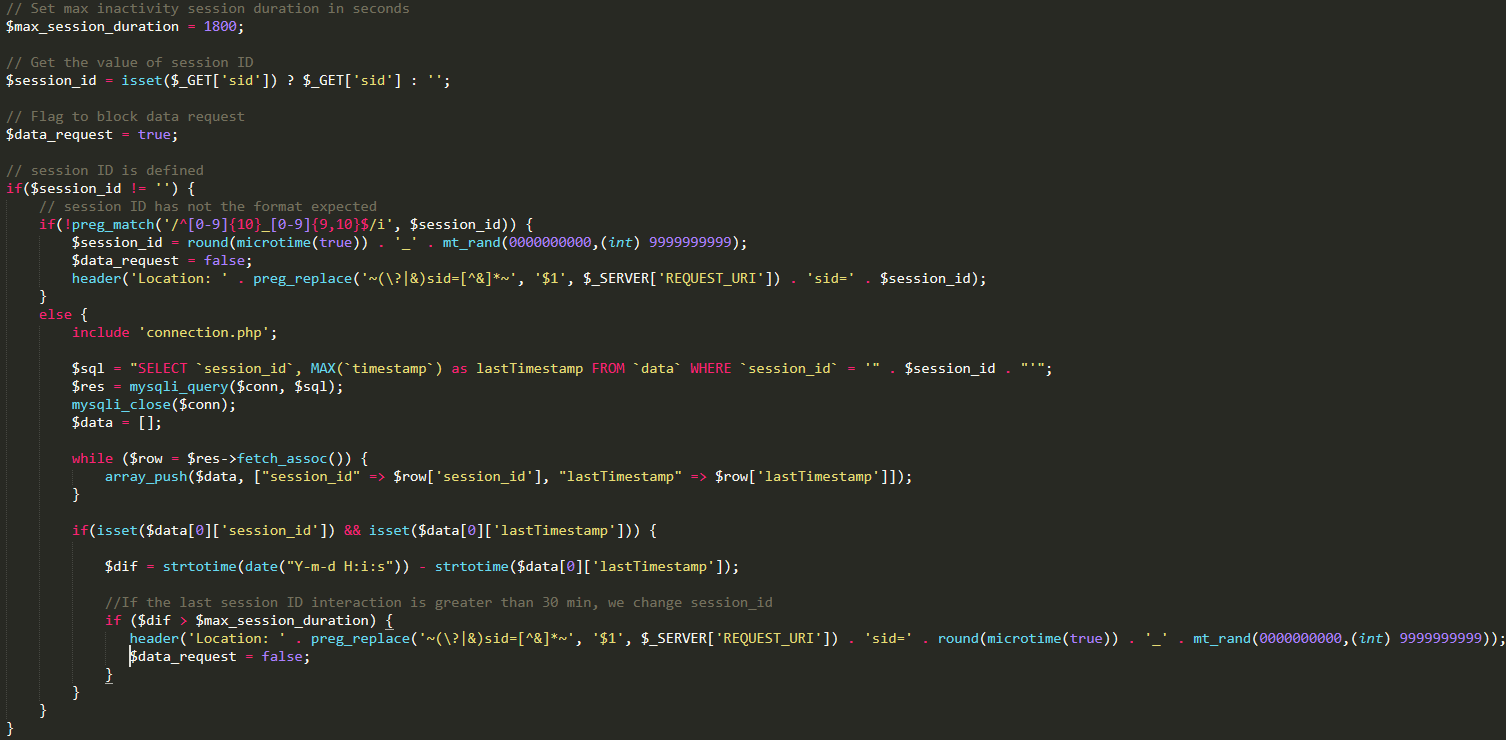 // Set max inactivity session duration in seconds
$max_session_duration = 1800;

// Get the value of session ID
$session_id = isset($_GET['sid']) ? $_GET['sid'] : '';

// Flag to block data request
$data_request = true;

// session ID is defined
if($session_id != '') {
    // session ID has not the format expected
    if(!preg_match('/^[0-9]{10}_[0-9]{9,10}$/i', $session_id)) {
        $session_id = round(microtime(true)) . '_' . mt_rand(0000000000,(int) 9999999999);
        $data_request = false;
        header('Location: ' . preg_replace('~(\?|&)sid=[^&]*~', '$1', $_SERVER['REQUEST_URI']) . 'sid=' . $session_id);
    }
    else {
        include 'connection.php';

        $sql = "SELECT `session_id`, MAX(`timestamp`) as lastTimestamp FROM `data` WHERE `session_id` = '" . $session_id . "'";
        $res = mysqli_query($conn, $sql);
        mysqli_close($conn);
        $data = [];

        while ($row = $res->fetch_assoc()) {
            array_push($data, ["session_id" => $row['session_id'], "lastTimestamp" => $row['lastTimestamp']]);
        }

        if(isset($data[0]['session_id']) && isset($data[0]['lastTimestamp'])) {

            $dif = strtotime(date("Y-m-d H:i:s")) - strtotime($data[0]['lastTimestamp']);

            //If the last session ID interaction is greater than 30 min, we change session_id
            if ($dif > $max_session_duration) {
                header('Location: ' . preg_replace('~(\?|&)sid=[^&]*~', '$1', $_SERVER['REQUEST_URI']) . 'sid=' . round(microtime(true)) . '_' . mt_rand(0000000000,(int) 9999999999));
                $data_request = false;
            }
        }
    }
}